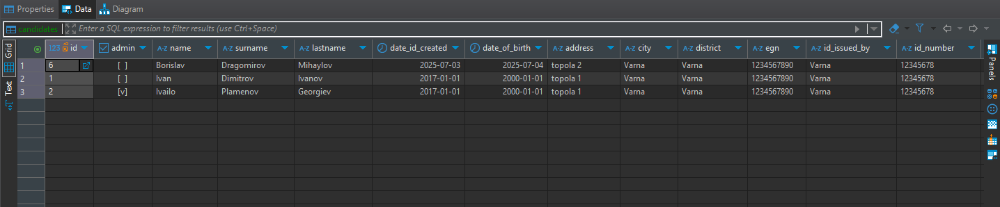 Properties Data Diagram
candidates Enter a SQL expression to filter results (use Ctrl+Space)
Grid
Text
123 id admin A-Z name A-Z surname A-Z lastname date_id_created date_of_birth A-Z address A-Z city A-Z district A-Z egn A-Z id_issued_by A-Z id_number
1 6 [ ] Borislav Dragomirov Mihaylov 2025-07-03 2025-07-04 topola 2 Varna Varna 1234567890 Varna 12345678
2 1 [ ] Ivan Dimitrov Ivanov 2017-01-01 2000-01-01 topola 1 Varna Varna 1234567890 Varna 12345678
3 2 [v] Ivailo Plamenov Georgiev 2017-01-01 2000-01-01 topola 1 Varna Varna 1234567890 Varna 12345678
Panels